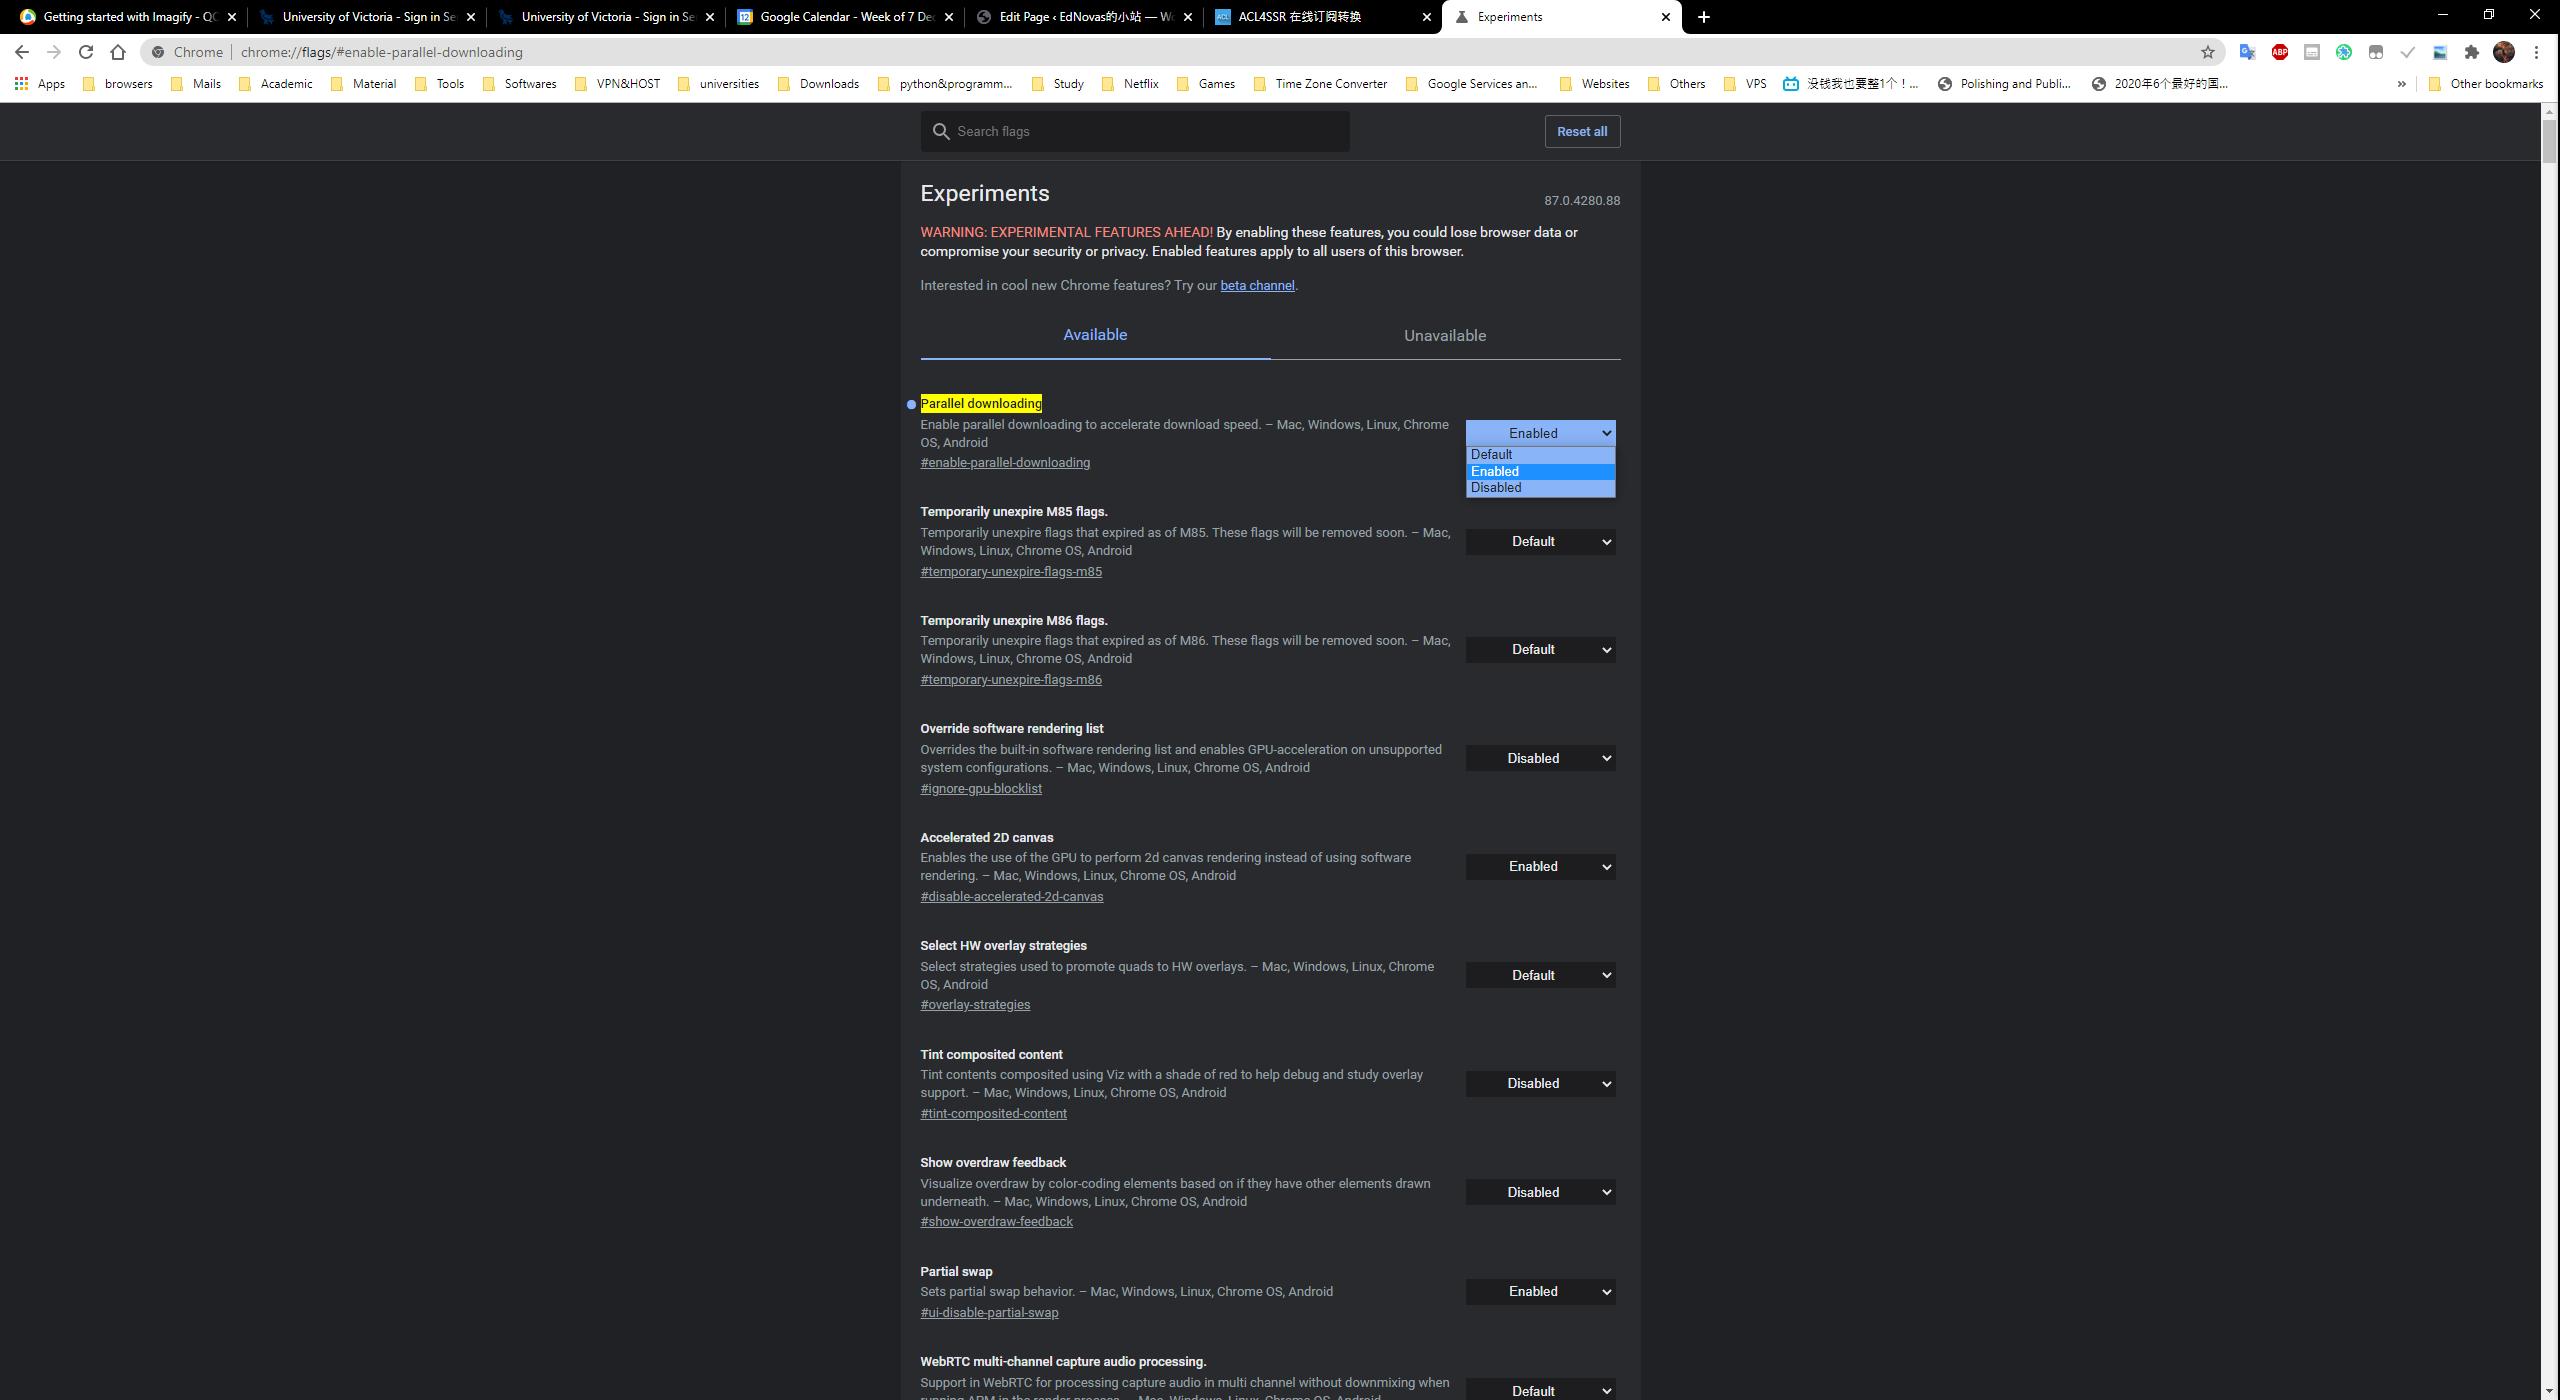 Getting started with Imagify - QC
University of Victoria - Sign in Se
University of Victoria - Sign in Se
Google Calendar - Week of 7 Dec
Edit Page ‹ EdNovas的小站 — Wo
ACL4SSR 在线订阅转换
Experiments
Chrome
chrome://flags/#enable-parallel-downloading
ABP
Apps
browsers
Mails
Academic
Material
Tools
Softwares
VPN&HOST
universities
Downloads
python&programm...
Study
Netflix
Games
Time Zone Converter
Google Services an...
Websites
Others
VPS
没钱我也要整1个！...
Polishing and Publi...
2020年6个最好的国...
»
Other bookmarks
Search flags
Reset all
Experiments
87.0.4280.88
WARNING: EXPERIMENTAL FEATURES AHEAD! By enabling these features, you could lose browser data or
compromise your security or privacy. Enabled features apply to all users of this browser.
Interested in cool new Chrome features? Try our beta channel.
Available
Unavailable
Parallel downloading
Enable parallel downloading to accelerate download speed. – Mac, Windows, Linux, Chrome
OS, Android
#enable-parallel-downloading
Enabled
Default
Enabled
Disabled
Temporarily unexpire M85 flags.
Temporarily unexpire flags that expired as of M85. These flags will be removed soon. – Mac,
Windows, Linux, Chrome OS, Android
#temporary-unexpire-flags-m85
Default
Temporarily unexpire M86 flags.
Temporarily unexpire flags that expired as of M86. These flags will be removed soon. – Mac,
Windows, Linux, Chrome OS, Android
#temporary-unexpire-flags-m86
Default
Override software rendering list
Overrides the built-in software rendering list and enables GPU-acceleration on unsupported
system configurations. – Mac, Windows, Linux, Chrome OS, Android
#ignore-gpu-blocklist
Disabled
Accelerated 2D canvas
Enables the use of the GPU to perform 2d canvas rendering instead of using software
rendering. – Mac, Windows, Linux, Chrome OS, Android
#disable-accelerated-2d-canvas
Enabled
Select HW overlay strategies
Select strategies used to promote quads to HW overlays. – Mac, Windows, Linux, Chrome
OS, Android
#overlay-strategies
Default
Tint composited content
Tint contents composited using Viz with a shade of red to help debug and study overlay
support. – Mac, Windows, Linux, Chrome OS, Android
#tint-composited-content
Disabled
Show overdraw feedback
Visualize overdraw by color-coding elements based on if they have other elements drawn
underneath. – Mac, Windows, Linux, Chrome OS, Android
#show-overdraw-feedback
Disabled
Partial swap
Sets partial swap behavior. – Mac, Windows, Linux, Chrome OS, Android
#ui-disable-partial-swap
Enabled
WebRTC multi-channel capture audio processing.
Support in WebRTC for processing capture audio in multi channel without downmixing when
running APM in the render process. – Mac, Windows, Linux, Chrome OS, Android
Default